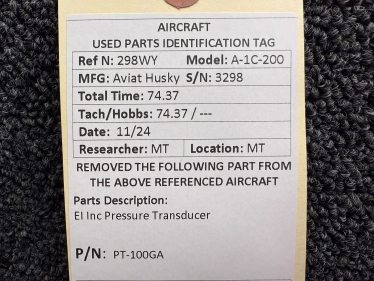 AIRCRAFT
USED PARTS IDENTIFICATION TAG
Ref N: 298WY Model: A-1C-200
MFG: Aviat Husky S/N: 3298
Total Time: 74.37
Tach/Hobbs: 74.37 / ---
Date: 11/24
Researcher: MT Location: MT
REMOVED THE FOLLOWING PART FROM
THE ABOVE REFERENCED AIRCRAFT
Parts Description:
EI Inc Pressure Transducer
P/N: PT-100GA